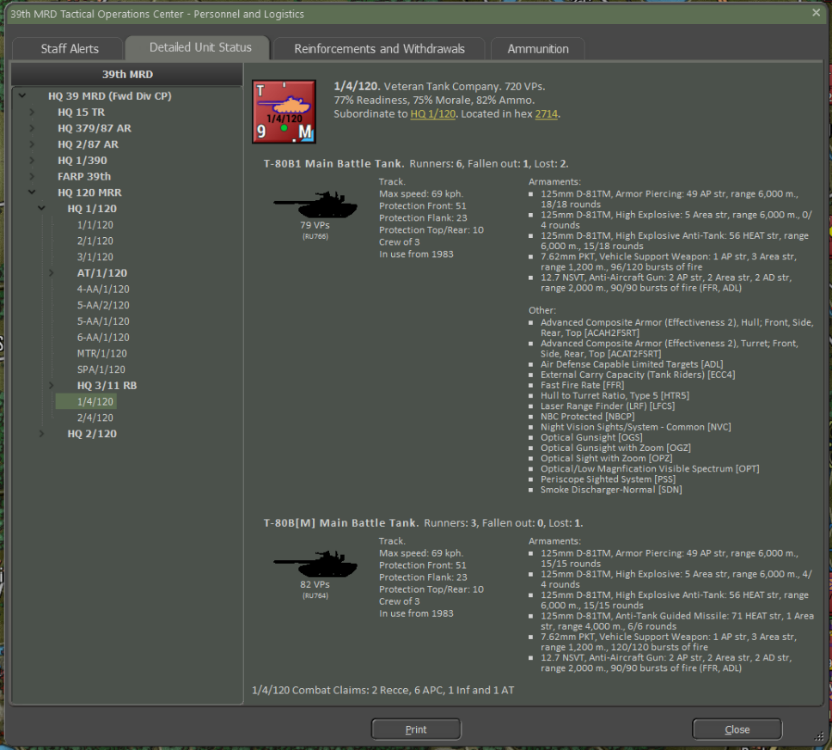 39th MRD Tactical Operations Center - Personnel and Logistics
Staff Alerts
Detailed Unit Status
Reinforcements and Withdrawals
Ammunition
39th MRD
HQ 39 MRD (Fwd Div CP)
HQ 15 TR
HQ 379/87 AR
HQ 2/87 AR
HQ 1/390
FARP 39th
HQ 120 MRR
HQ 1/120
1/1/120
2/1/120
3/1/120
AT/1/120
4-AA/1/120
5-AA/2/120
5-AA/1/120
6-AA/1/120
MTR/1/120
SPA/1/120
HQ 3/11 RB
1/4/120
2/4/120
HQ 2/120
T
1/4/120
9 .M
1/4/120. Veteran Tank Company. 720 VPs.
77% Readiness, 75% Morale, 82% Ammo.
Subordinate to HQ 1/120. Located in hex 2714.
T-80B1 Main Battle Tank. Runners: 6, Fallen out: 1, Lost: 2.
79 VPs
(RU766)
Track.
Max speed: 69 kph.
Protection Front: 51
Protection Flank: 23
Protection Top/Rear: 10
Crew of 3
In use from 1983
Armaments:
125mm D-81TM, Armor Piercing: 49 AP str, range 6,000 m.,
18/18 rounds
125mm D-81TM, High Explosive: 5 Area str, range 6,000 m., 0/
4 rounds
125mm D-81TM, High Explosive Anti-Tank: 56 HEAT str, range
6,000 m., 15/18 rounds
7.62mm PKT, Vehicle Support Weapon: 1 AP str, 3 Area str,
range 1,200 m., 96/120 bursts of fire
12.7 NSVT, Anti-Aircraft Gun: 2 AP str, 2 Area str, 2 AD str,
range 2,000 m., 90/90 bursts of fire (FFR, ADL)
Other:
Advanced Composite Armor (Effectiveness 2), Hull; Front, Side,
Rear, Top [ACAH2FSRT]
Advanced Composite Armor (Effectiveness 2), Turret; Front,
Side, Rear, Top [ACAT2FSRT]
Air Defense Capable Limited Targets [ADL]
External Carry Capacity (Tank Riders) [ECC4]
Fast Fire Rate [FFR]
Hull to Turret Ratio, Type 5 [HTR5]
Laser Range Finder (LRF) [LFCS]
NBC Protected [NBCP]
Night Vision Sights/System - Common [NVC]
Optical Gunsight [OGS]
Optical Gunsight with Zoom [OGZ]
Optical Sight with Zoom [OPZ]
Optical/Low Magnfication Visible Spectrum [OPT]
Periscope Sighted System [PSS]
Smoke Discharger-Normal [SDN]
T-80B[M] Main Battle Tank. Runners: 3, Fallen out: 0, Lost: 1.
82 VPs
(RU764)
Track.
Max speed: 69 kph.
Protection Front: 51
Protection Flank: 23
Protection Top/Rear: 10
Crew of 3
In use from 1983
Armaments:
125mm D-81TM, Armor Piercing: 49 AP str, range 6,000 m.,
15/15 rounds
125mm D-81TM, High Explosive: 5 Area str, range 6,000 m., 4/
4 rounds
125mm D-81TM, High Explosive Anti-Tank: 56 HEAT str, range
6,000 m., 15/15 rounds
125mm D-81TM, Anti-Tank Guided Missile: 71 HEAT str, 1 Area
str, range 4,000 m., 6/6 rounds
7.62mm PKT, Vehicle Support Weapon: 1 AP str, 3 Area str,
range 1,200 m., 120/120 bursts of fire
12.7 NSVT, Anti-Aircraft Gun: 2 AP str, 2 Area str, 2 AD str,
range 2,000 m., 90/90 bursts of fire (FFR, ADL)
1/4/120 Combat Claims: 2 Recce, 6 APC, 1 Inf and 1 AT
Print
Close